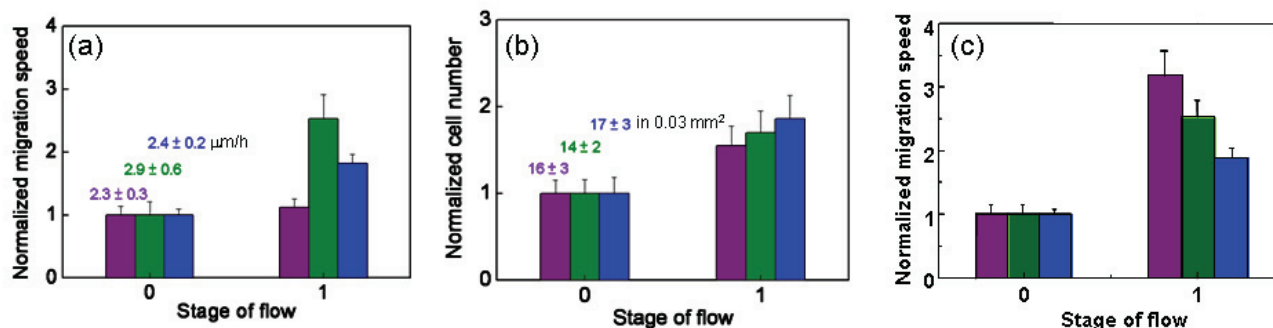 (a)
Normalized migration speed
4
3
2
1
0
2.4 ± 0.2 μm/h
2.9 ± 0.6
2.3 ± 0.3
0 1
Stage of flow
(b)
Normalized cell number
3
2
1
0
17 ± 3 in 0.03 mm²
14 ± 2
16 ± 3
0 1
Stage of flow
(c)
Normalized migration speed
4
3
2
1
0
0 1
Stage of flow